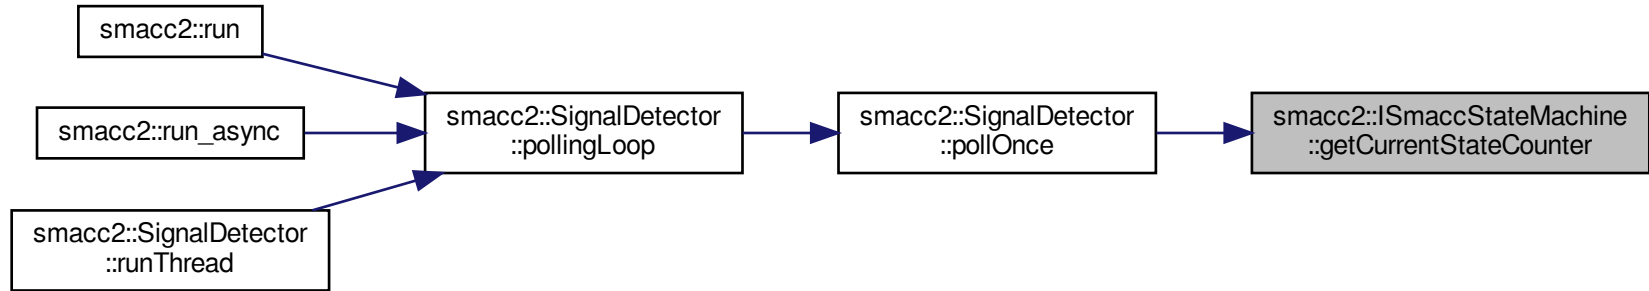 smacc2::run
smacc2::run_async
smacc2::SignalDetector
::runThread
smacc2::SignalDetector
::pollingLoop
smacc2::SignalDetector
::pollOnce
smacc2::ISmaccStateMachine
::getCurrentStateCounter